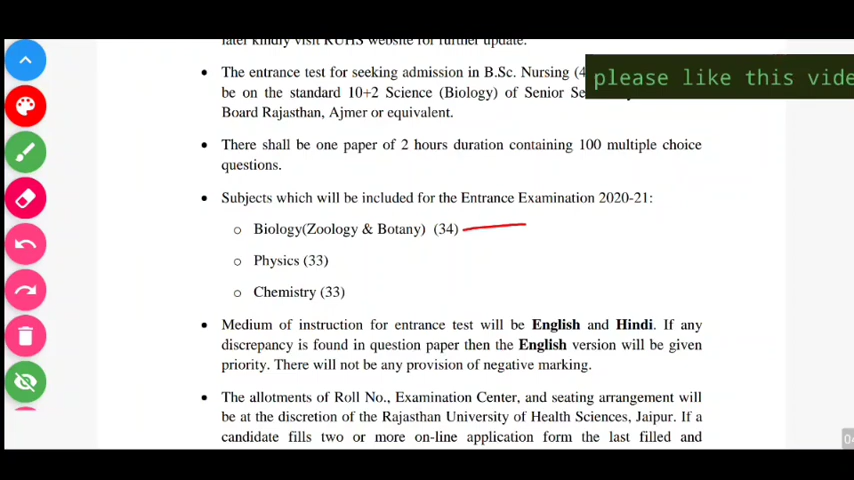 later kindly visit RUHS website for further update.
• The entrance test for seeking admission in B.Sc. Nursing (4
please like this vide
be on the standard 10+2 Science (Biology) of Senior
Board Rajasthan, Ajmer or equivalent.
• There shall be one paper of 2 hours duration containing 100 multiple choice
questions.
• Subjects which will be included for the Entrance Examination 2020-21:
o Biology(Zoology & Botany) (34)
o Physics (33)
o Chemistry (33)
• Medium of instruction for entrance test will be English and Hindi. If any
discrepancy is found in question paper then the English version will be given
priority. There will not be any provision of negative marking.
• The allotments of Roll No., Examination Center, and seating arrangement will
be at the discretion of the Rajasthan University of Health Sciences, Jaipur. If a
candidate fills two or more on-line application form the last filled and